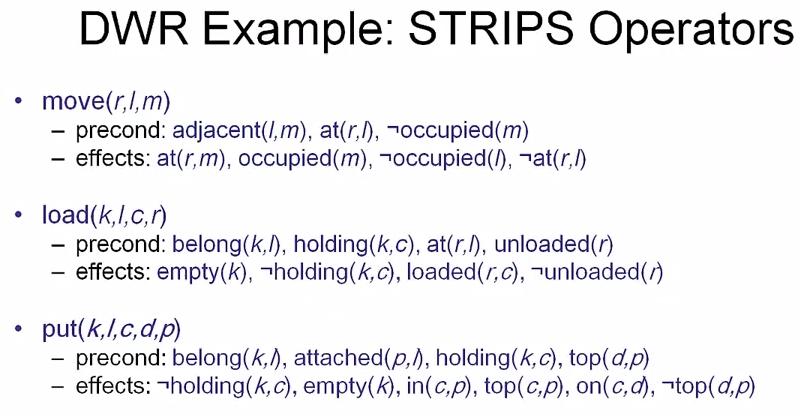 DWR Example: STRIPS Operators
• move(r,l,m)
– precond: adjacent(l,m), at(r,l), ¬occupied(m)
– effects: at(r,m), occupied(m), ¬occupied(l), ¬at(r,l)
• load(k,l,c,r)
– precond: belong(k,l), holding(k,c), at(r,l), unloaded(r)
– effects: empty(k), ¬holding(k,c), loaded(r,c), ¬unloaded(r)
• put(k,l,c,d,p)
– precond: belong(k,l), attached(p,l), holding(k,c), top(d,p)
– effects: ¬holding(k,c), empty(k), in(c,p), top(c,p), on(c,d), ¬top(d,p)